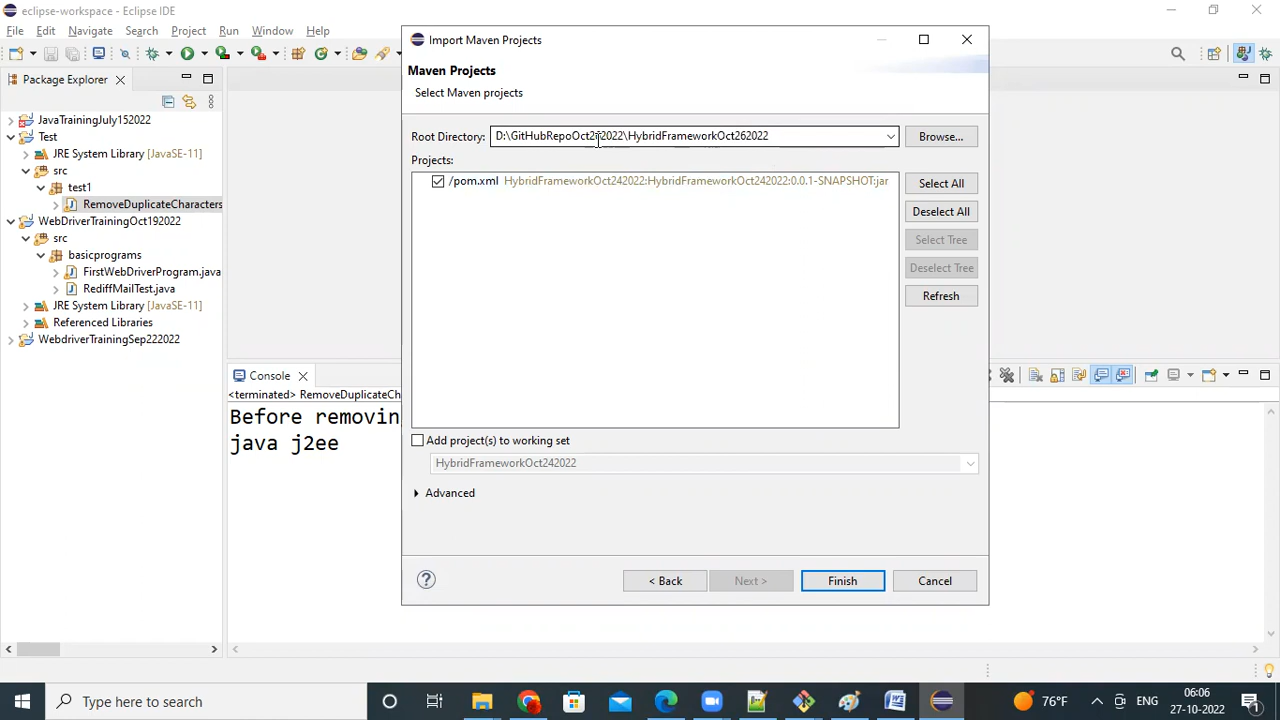 eclipse-workspace - Eclipse IDE
File Edit Navigate Search Project Run Window Help
Package Explorer
JavaTrainingJuly152022
Test
JRE System Library [JavaSE-11]
src
test1
RemoveDuplicateCharacters
WebDriverTrainingOct192022
src
basicprograms
FirstWebDriverProgram.java
RediffMailTest.java
JRE System Library [JavaSE-11]
Referenced Libraries
WebdriverTrainingSep222022
Import Maven Projects
Maven Projects
Select Maven projects
Root Directory: \HybridFrameworkOct262022 Browse...
Projects:
/pom.xml HybridFrameworkOct242022:HybridFrameworkOct242022:0.0.1-SNAPSHOT:jar
Select All
Deselect All
Select Tree
Deselect Tree
Refresh
Add project(s) to working set
HybridFrameworkOct242022
Advanced
< Back Next > Finish Cancel
Console
<terminated> RemoveDuplicateCh
Before removin
java j2ee
Type here to search
76°F ENG 06:06
27-10-2022
1